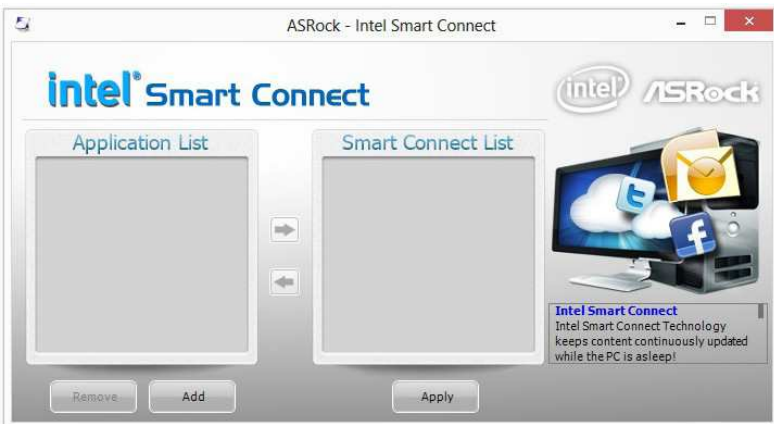 ASRock - Intel Smart Connect
intel® Smart Connect
intel® ASRock
Application List
Smart Connect List
Intel Smart Connect
Intel Smart Connect Technology
keeps content continuously updated
while the PC is asleep!
Remove
Add
Apply